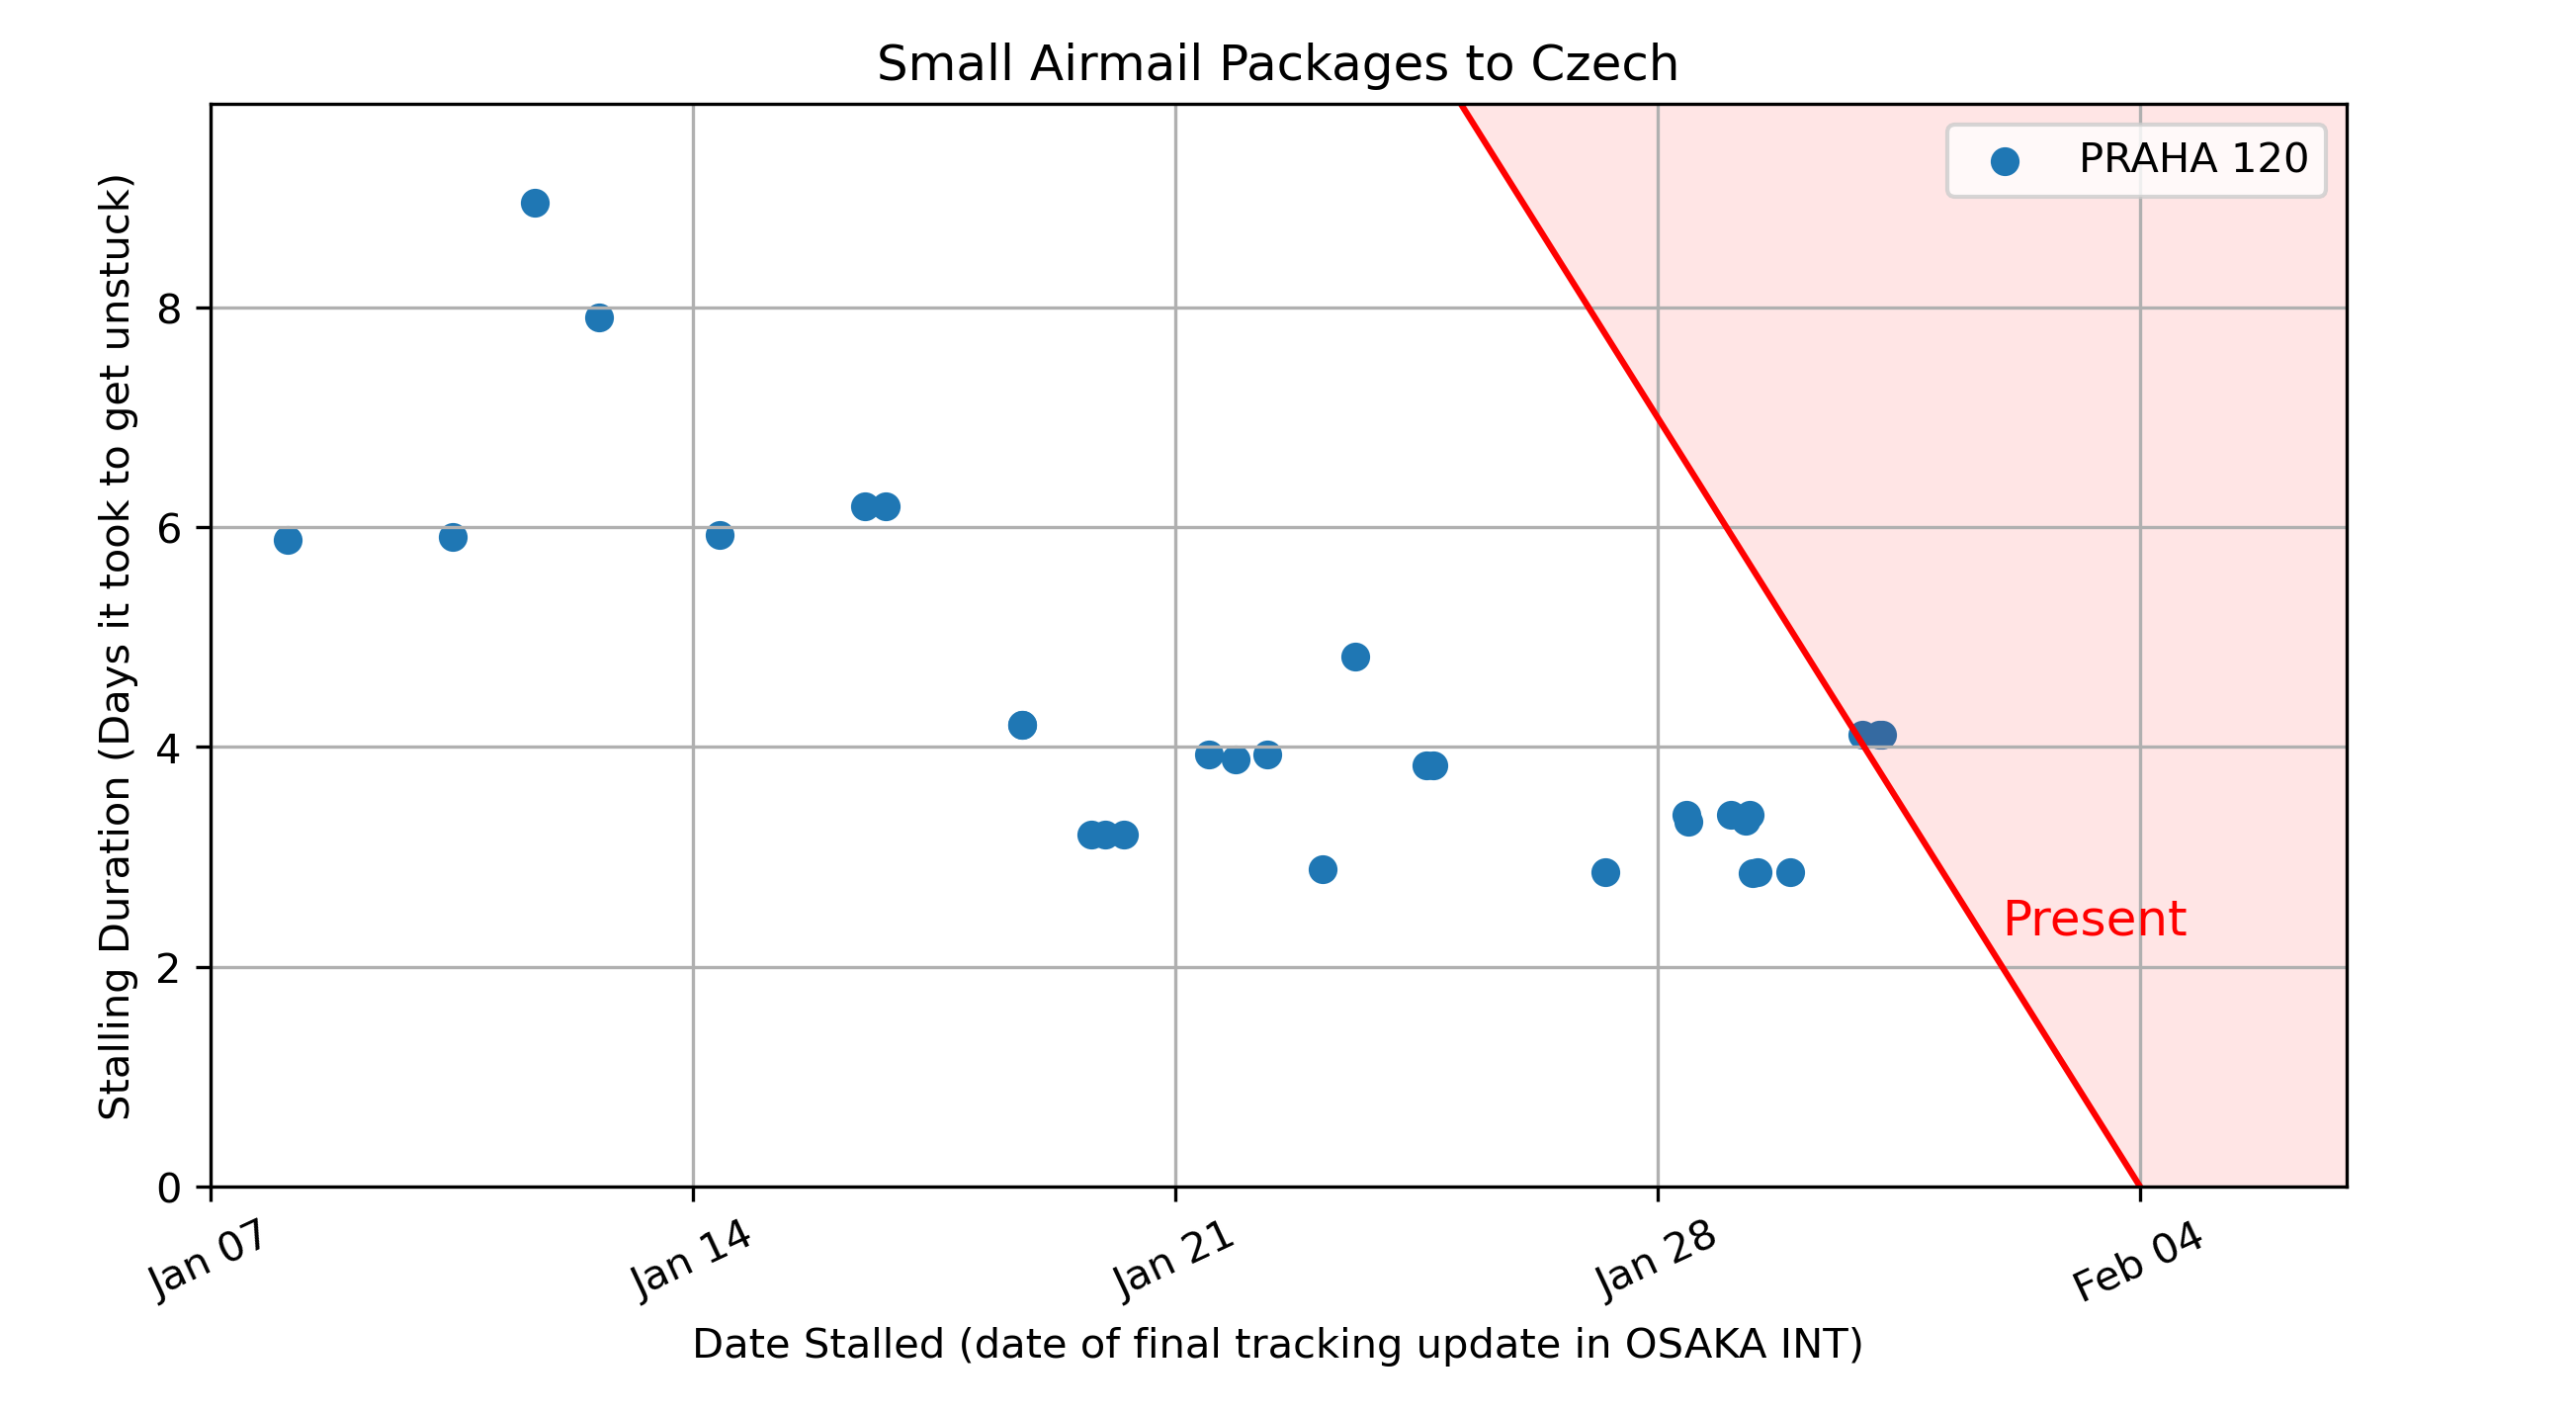 Small Airmail Packages to Czech
PRAHA 120
Stalling Duration (Days it took to get unstuck)
8
6
4
2
0
Present
Jan 07
Jan 14
Jan 21
Jan 28
Feb 04
Date Stalled (date of final tracking update in OSAKA INT)